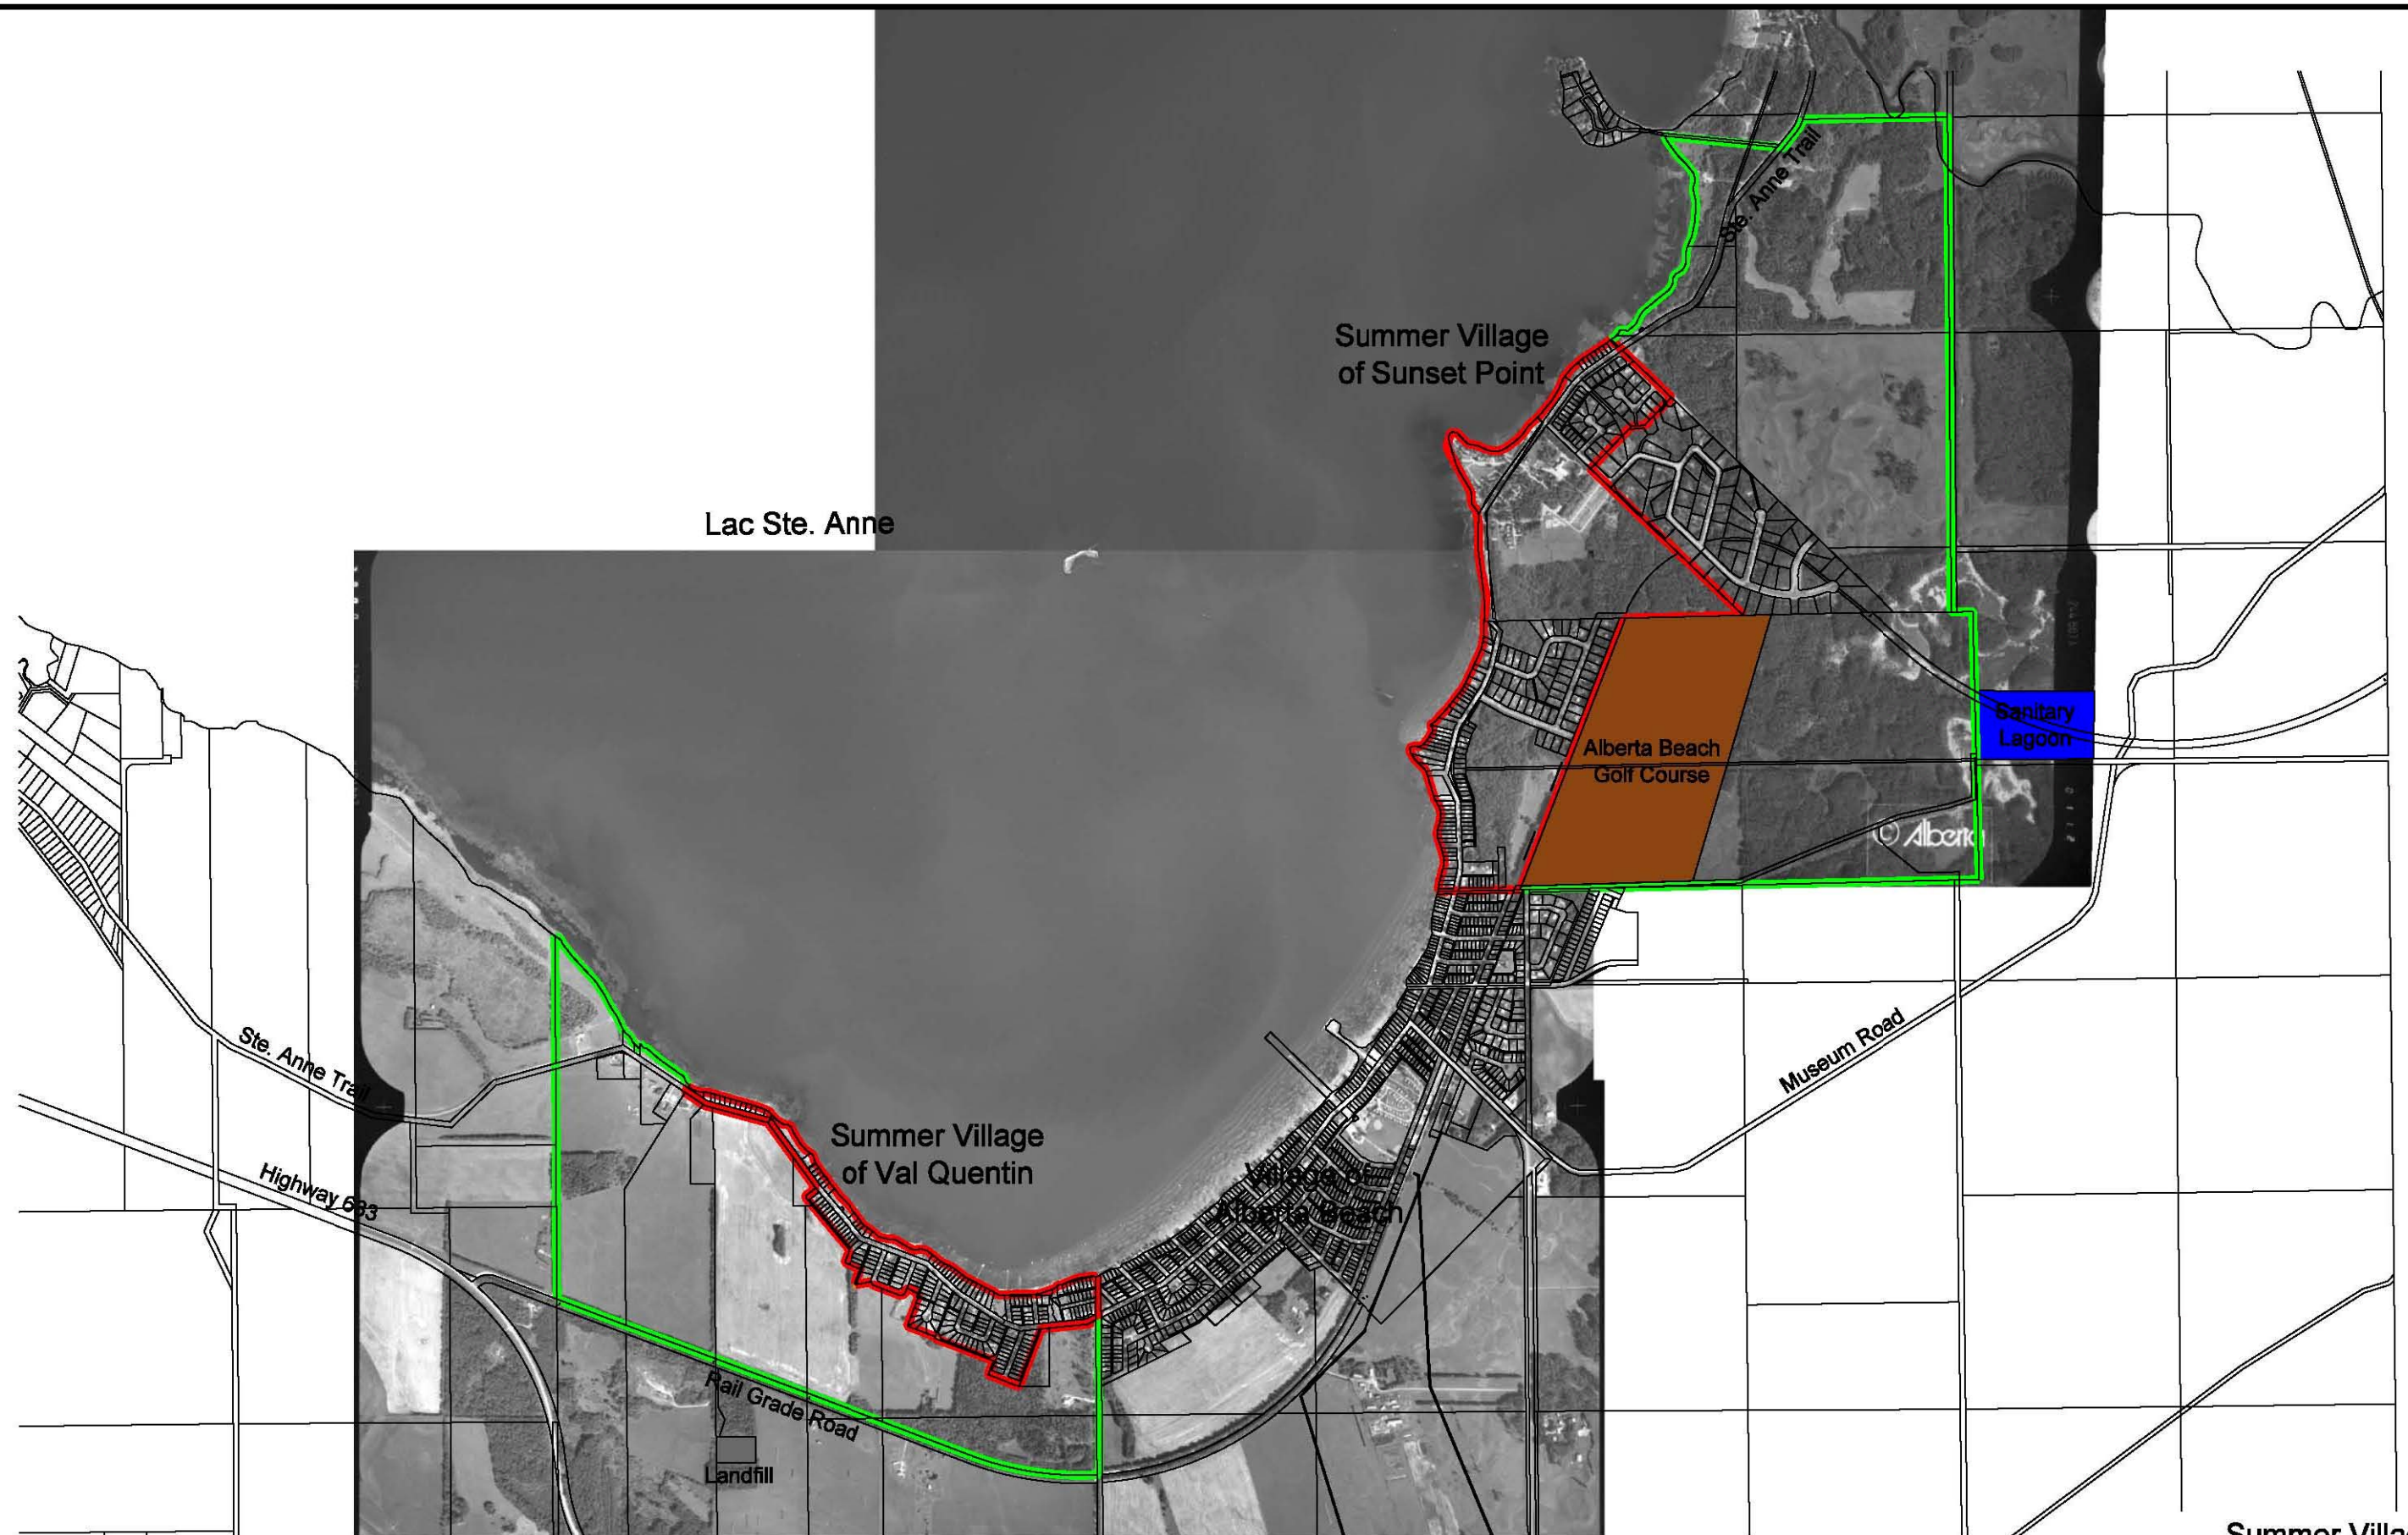 Ste. Anne Trail
Summer Village
of Sunset Point
Lac Ste. Anne
Sanitary
Lagoon
Alberta Beach
Golf Course
© Alberta
Ste. Anne Trail
Museum Road
Summer Village
of Val Quentin
Village of
Alberta Beach
Highway 633
Rail Grade Road
Landfill